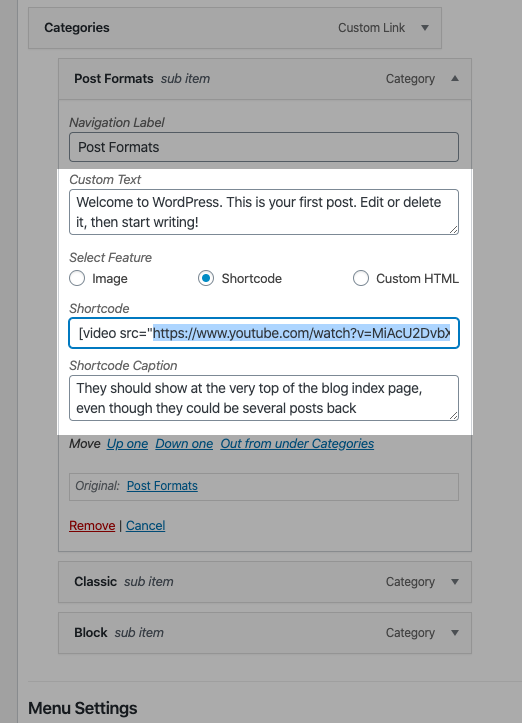 Categories Custom Link
Post Formats sub item Category
Navigation Label
Post Formats
Custom Text
Welcome to WordPress. This is your first post. Edit or delete
it, then start writing!
Select Feature
Image Shortcode Custom HTML
Shortcode
[video src="https://www.youtube.com/watch?v=MiAcU2Dvb
Shortcode Caption
They should show at the very top of the blog index page,
even though they could be several posts back
Move Up one Down one Out from under Categories
Original: Post Formats
Remove | Cancel
Classic sub item Category
Block sub item Category
Menu Settings